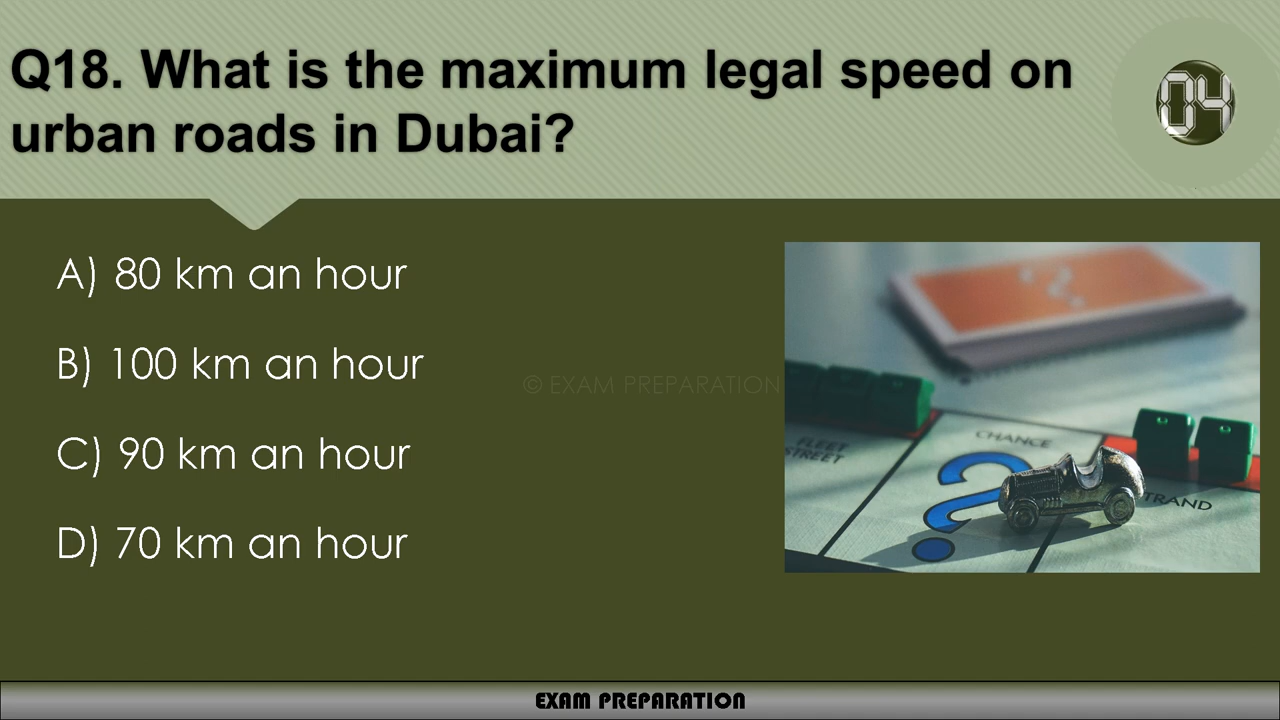 Q18. What is the maximum legal speed on
urban roads in Dubai?
04
A) 80 km an hour
B) 100 km an hour
C) 90 km an hour
D) 70 km an hour
© EXAM PREPARATION
FLEET
STREET
CHANCE
?
TRAND
EXAM PREPARATION